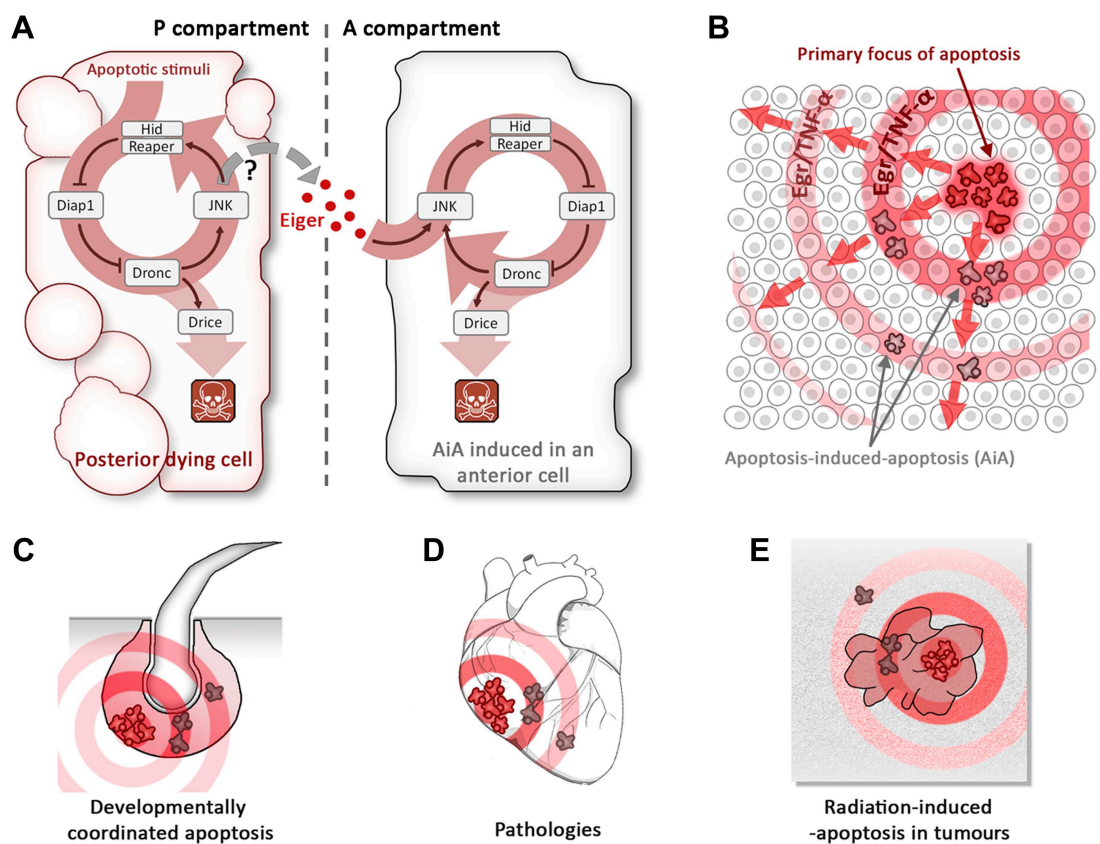 A
P compartment
A compartment
Apoptotic stimuli
Hid
Reaper
Diap1
JNK
?
Dronc
Drice
Posterior dying cell
Eiger
Hid
Reaper
JNK
Diap1
Dronc
Drice
AiA induced in an
anterior cell
B
Primary focus of apoptosis
Egr/TNF-α
Egr/TNF-α
Apoptosis-induced-apoptosis (AiA)
C
Developmentally
coordinated apoptosis
D
Pathologies
E
Radiation-induced
-apoptosis in tumours